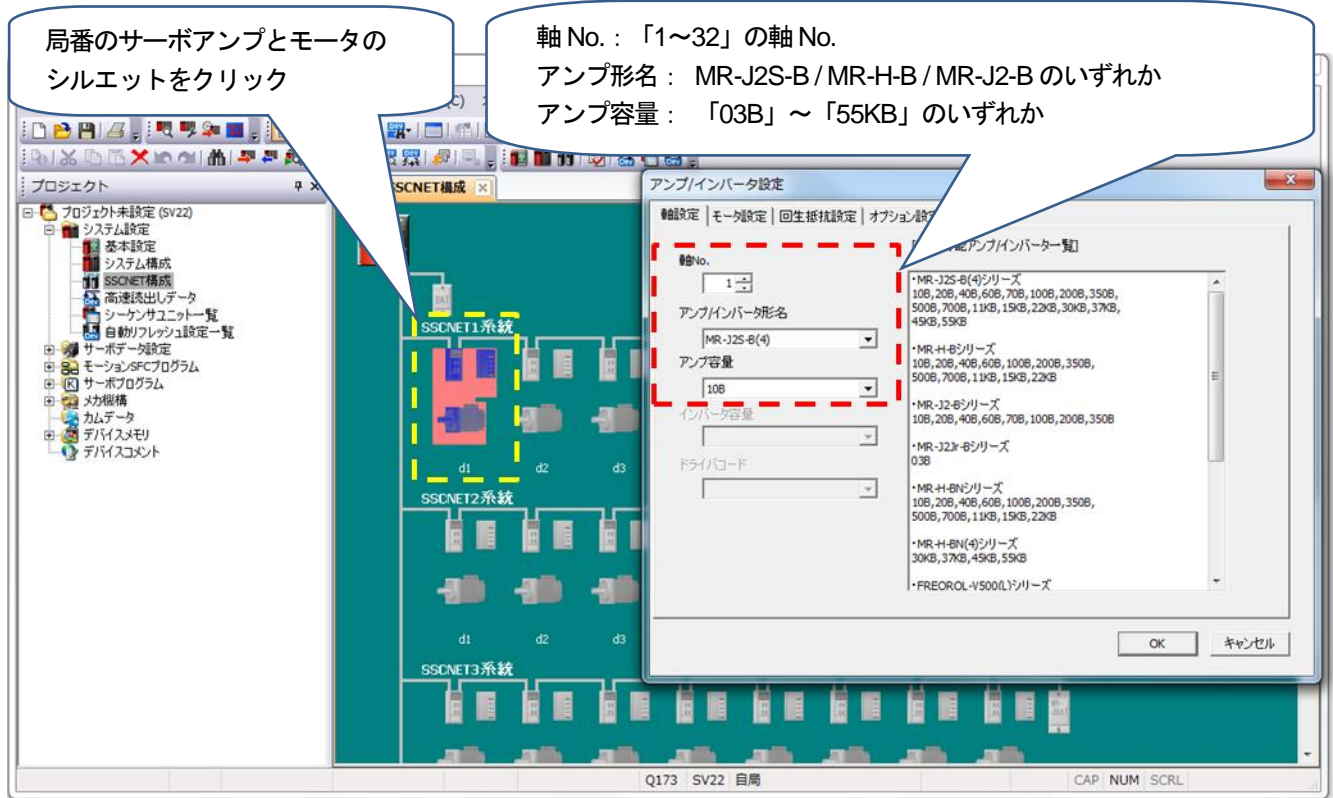 局番のサーボアンプとモータの
シルエットをクリック
軸 No. : 「1～32」の軸 No.
アンプ形名 : MR-J2S-B / MR-H-B / MR-J2-B のいずれか
アンプ容量 : 「03B」～「55KB」のいずれか
(C)
プロジェクト
SSCNET構成
プロジェクト未設定 (SV22)
システム設定
基本設定
システム構成
SSCNET構成
高速読出しデータ
シーケンサユニット一覧
自動リフレッシュ設定一覧
サーボデータ設定
モーションSFCプログラム
サーボプログラム
メカ機構
カムデータ
デバイスメモリ
デバイスコメント
BAT
SSCNET1系統
d1 d2 d3
SSCNET2系統
d1 d2 d3
SSCNET3系統
アンプ/インバータ設定
軸設定 モータ設定 回生抵抗設定 オプション設
能アンプ/インバーター覧]
軸No.
1
アンプ/インバータ形名
MR-J2S-B(4)
アンプ容量
10B
インバータ容量
ドライバコード
・MR-J2S-B(4)シリーズ
10B,20B,40B,60B,70B,100B,200B,350B,
500B,700B,11KB,15KB,22KB,30KB,37KB,
45KB,55KB
・MR-H-Bシリーズ
10B,20B,40B,60B,100B,200B,350B,
500B,700B,11KB,15KB,22KB
・MR-J2-Bシリーズ
10B,20B,40B,60B,70B,100B,200B,350B
・MR-J2Jr-Bシリーズ
03B
・MR-H-BNシリーズ
10B,20B,40B,60B,100B,200B,350B,
500B,700B,11KB,15KB,22KB
・MR-H-BN(4)シリーズ
30KB,37KB,45KB,55KB
・FREOROL-V500(L)シリーズ
OK キャンセル
Q173 SV22 自局 CAP NUM SCRL